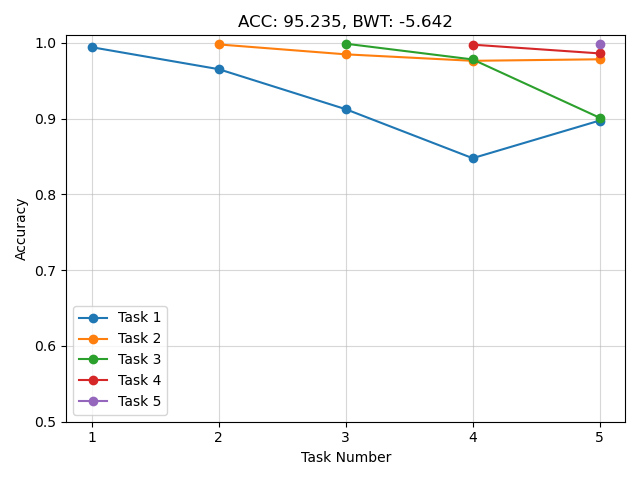 ACC: 95.235, BWT: -5.642
1.0
0.9
0.8
0.7
0.6
0.5
Accuracy
Task 1
Task 2
Task 3
Task 4
Task 5
1 2 3 4 5
Task Number